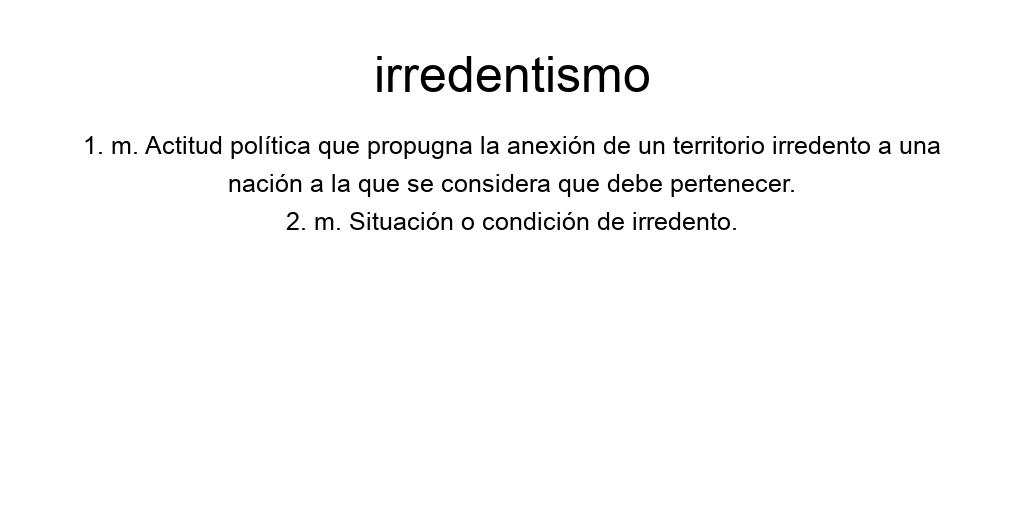 irredentismo
1. m. Actitud política que propugna la anexión de un territorio irredento a una
nación a la que se considera que debe pertenecer.
2. m. Situación o condición de irredento.